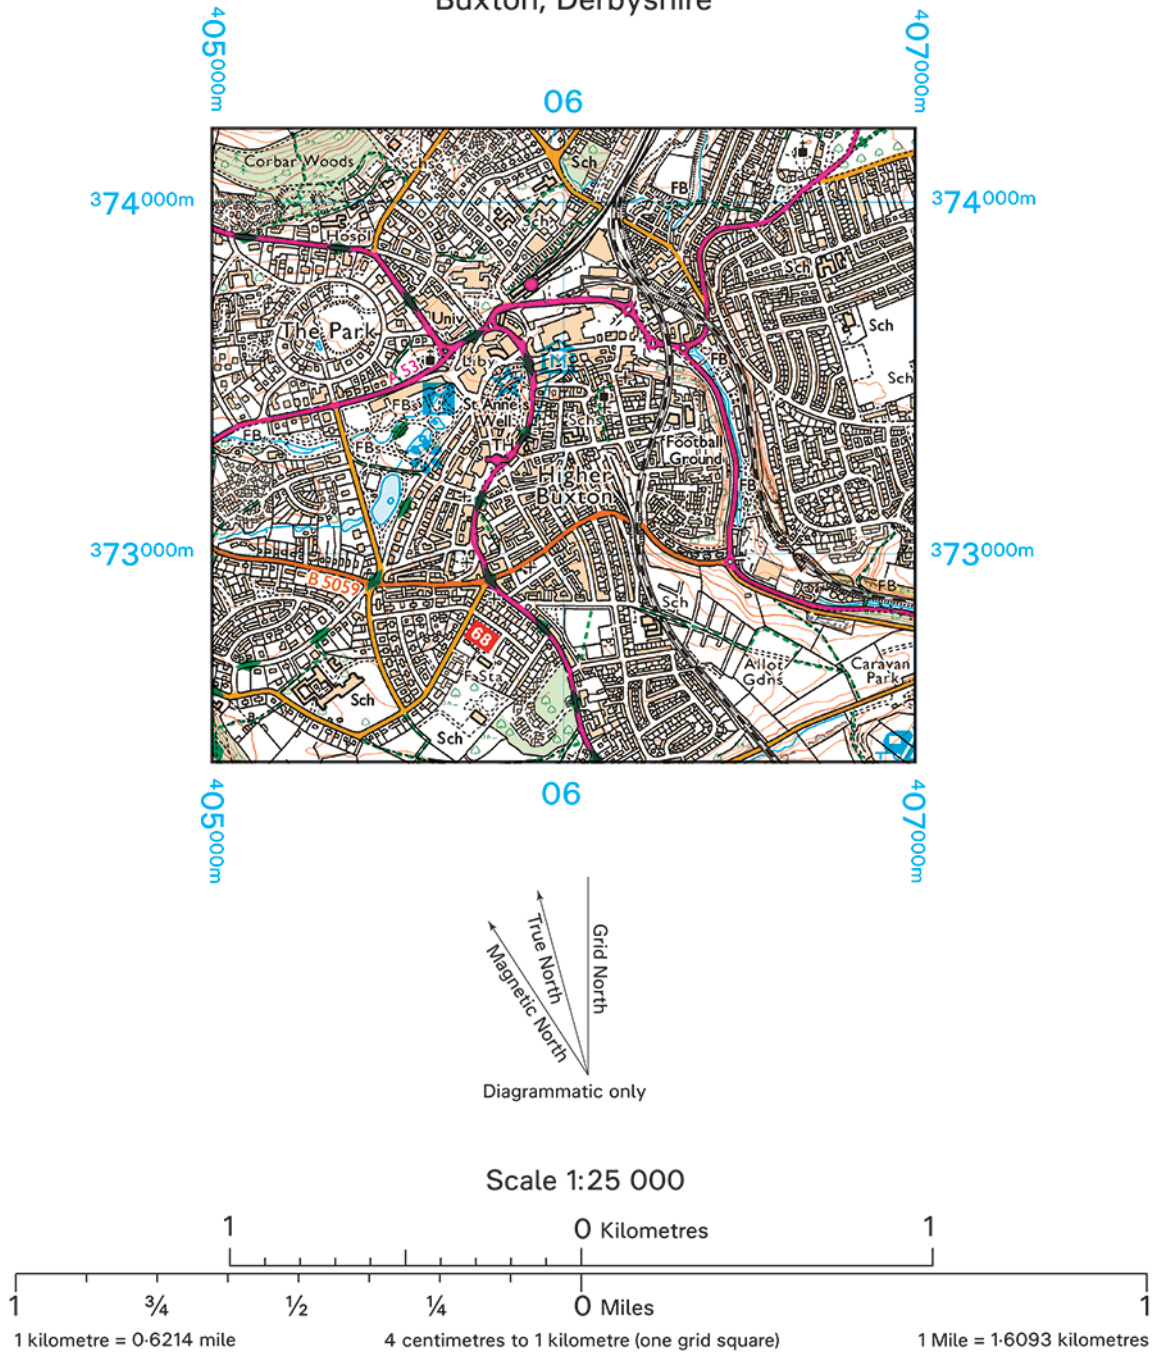 Buxton, Derbyshire
405000m
06
407000m
374000m
374000m
Corbar Woods
Sch
Sch
FB
Sch
Hospl
Sch
Univ
The Park
Sch
Liby
M
FB
A 53
Sch
FB
St Anne's
Well
Schs
FB
FB
Football
Ground
Higher
Buxton
FB
373000m
373000m
B 5059
FB
Sch
68
Allot
Gdns
Caravan
Park
F Sta
Sch
Sch
405000m
06
407000m
Grid North
True North
Magnetic North
Diagrammatic only
Scale 1:25 000
1
0 Kilometres
1
1
¾
½
¼
0 Miles
1
1 kilometre = 0·6214 mile
4 centimetres to 1 kilometre (one grid square)
1 Mile = 1·6093 kilometres